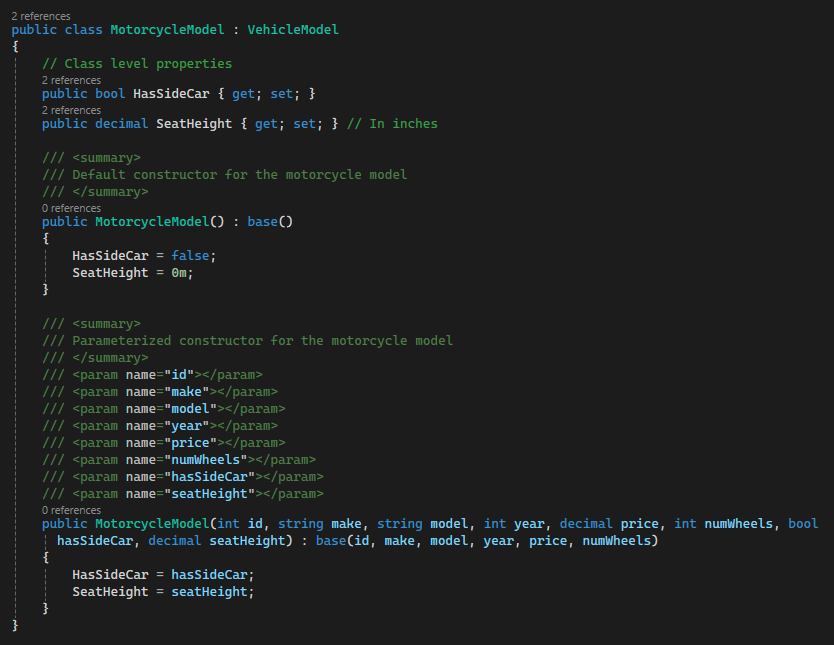 2 references
public class MotorcycleModel : VehicleModel
{
    // Class level properties
    2 references
    public bool HasSideCar { get; set; }
    2 references
    public decimal SeatHeight { get; set; } // In inches

    /// <summary>
    /// Default constructor for the motorcycle model
    /// </summary>
    0 references
    public MotorcycleModel() : base()
    {
        HasSideCar = false;
        SeatHeight = 0m;
    }

    /// <summary>
    /// Parameterized constructor for the motorcycle model
    /// </summary>
    /// <param name="id"></param>
    /// <param name="make"></param>
    /// <param name="model"></param>
    /// <param name="year"></param>
    /// <param name="price"></param>
    /// <param name="numWheels"></param>
    /// <param name="hasSideCar"></param>
    /// <param name="seatHeight"></param>
    0 references
    public MotorcycleModel(int id, string make, string model, int year, decimal price, int numWheels, bool
      hasSideCar, decimal seatHeight) : base(id, make, model, year, price, numWheels)
    {
        HasSideCar = hasSideCar;
        SeatHeight = seatHeight;
    }
}